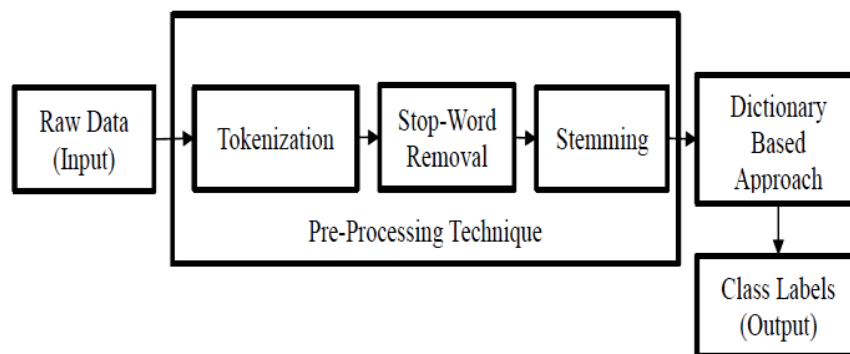 Raw Data
(Input)
Tokenization
Stop-Word
Removal
Stemming
Pre-Processing Technique
Dictionary
Based
Approach
Class Labels
(Output)